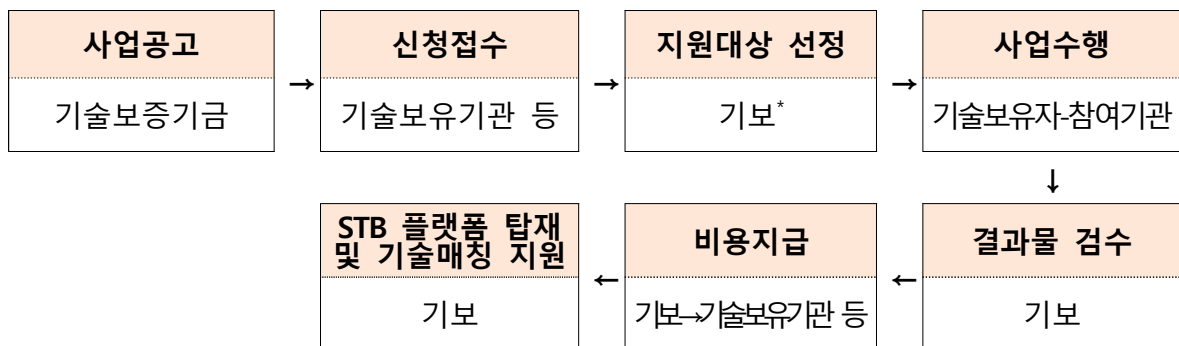 사업공고
기술보증기금
→
신청접수
기술보유기관 등
→
지원대상 선정
기보*
→
사업수행
기술보유자-참여기관
↓
결과물 검수
기보
←
비용지급
기보→기술보유기관 등
←
STB 플랫폼 탑재
및 기술매칭 지원
기보